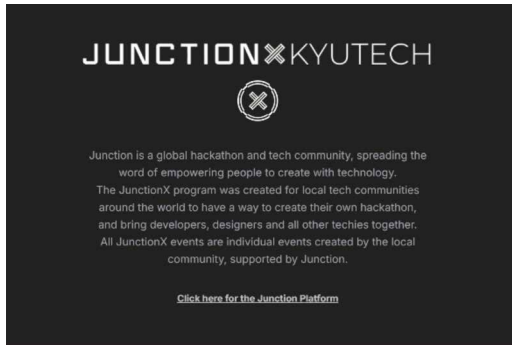 JUNCTIONXKYUTECH
Junction is a global hackathon and tech community, spreading the
word of empowering people to create with technology.
The JunctionX program was created for local tech communities
around the world to have a way to create their own hackathon,
and bring developers, designers and all other techies together.
All JunctionX events are individual events created by the local
community, supported by Junction.
Click here for the Junction Platform